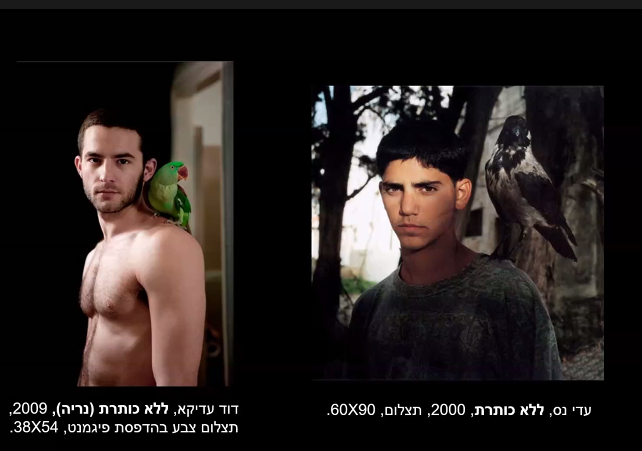 עדי נס, ללא כותרת, 2000, תצלום, 60X90.
דוד עדיקא, ללא כותרת (נריה), 2009,
תצלום צבע בהדפסת פיגמנט, 38X54.